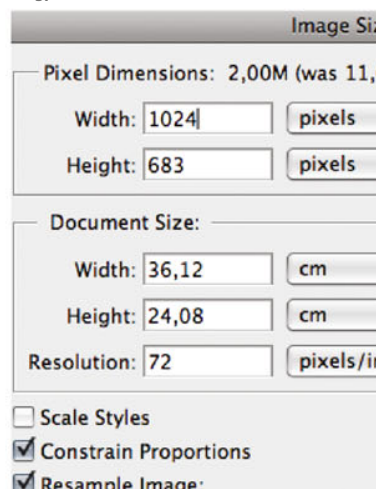 Image Si
Pixel Dimensions: 2,00M (was 11,
Width: 1024 pixels
Height: 683 pixels
Document Size:
Width: 36,12 cm
Height: 24,08 cm
Resolution: 72 pixels/i
Scale Styles
Constrain Proportions
Resample Image: